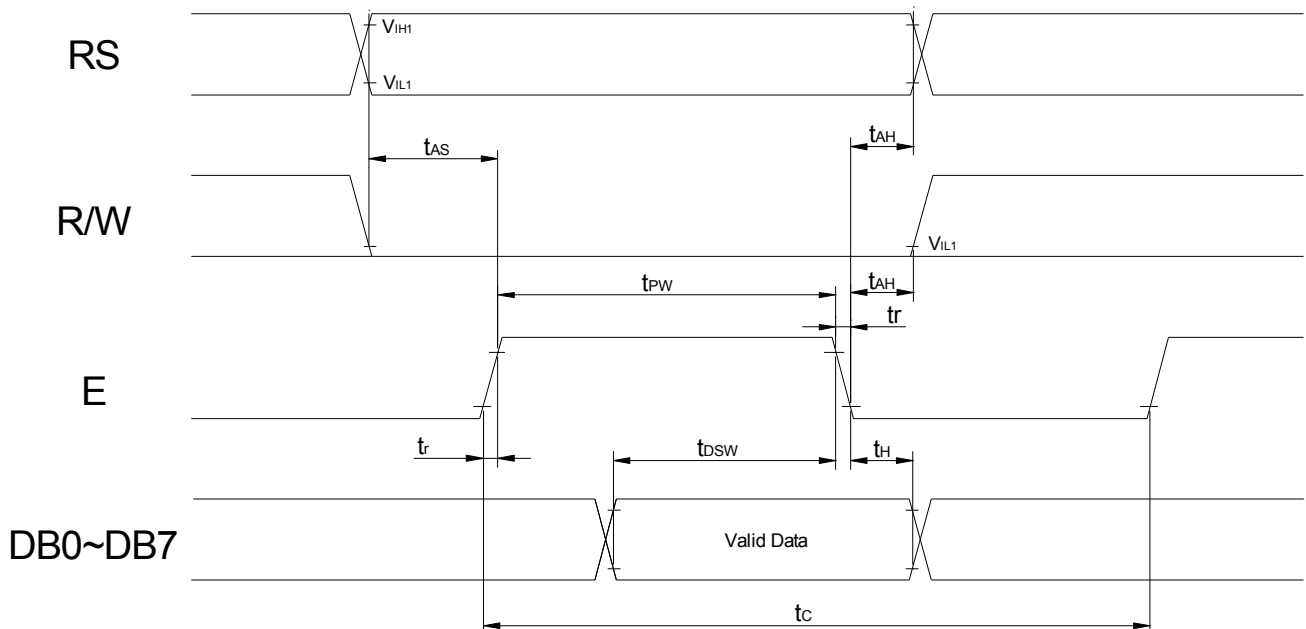 RS
VIH1
VIL1
tAS
tAH
R/W
VIL1
tPW
tAH
tr
E
tr
tDSW
tH
DB0~DB7
Valid Data
tC